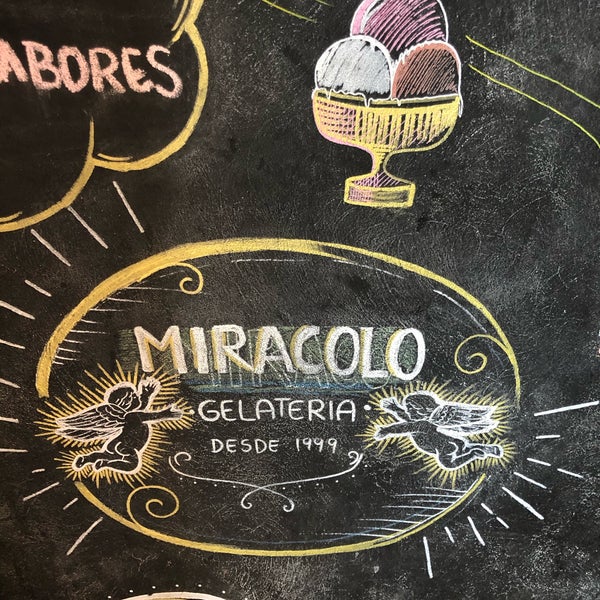 ABORES
MIRACOLO
GELATERIA
DESDE 1999